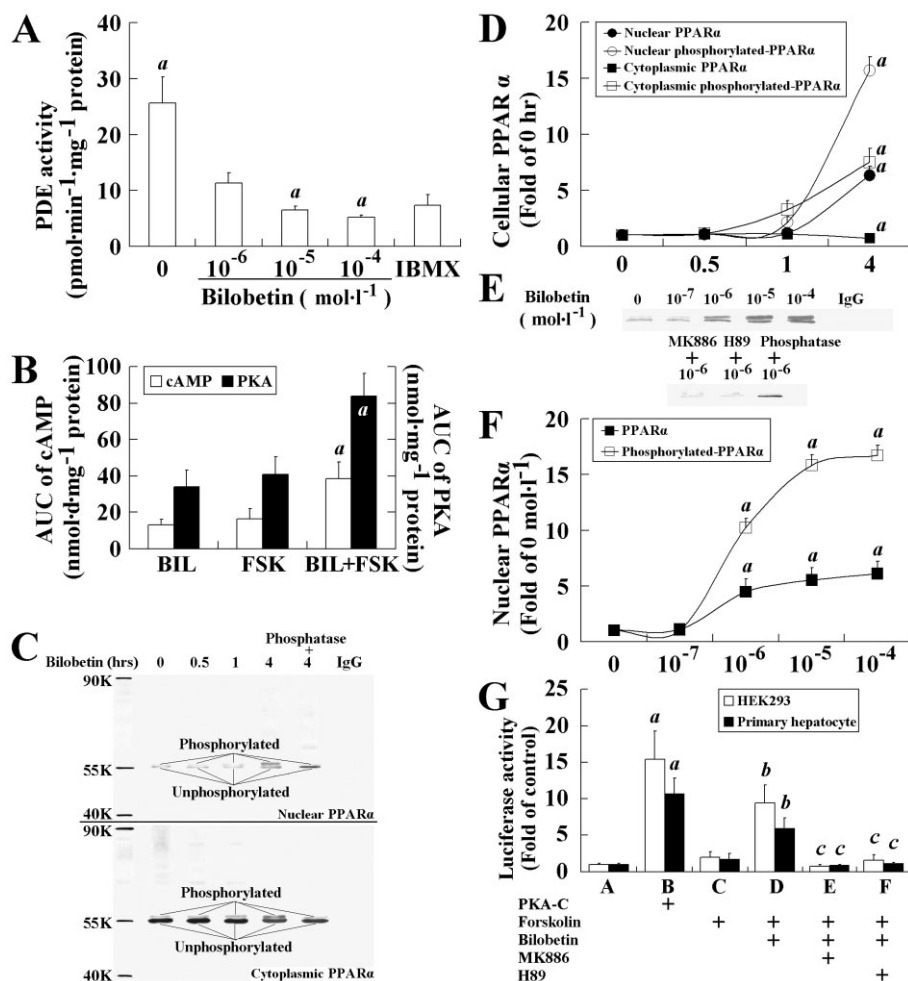 A
PDE activity
(pmol·min⁻¹·mg⁻¹ protein)
40
30
20
10
0
a
a
a
0
10⁻⁶
10⁻⁵
10⁻⁴
IBMX
Bilobetin ( mol·l⁻¹)
B
AUC of cAMP
(nmol·d·mg⁻¹ protein)
100
80
60
40
20
0
cAMP
PKA
a
a
AUC of PKA
(nmol·mg⁻¹ protein)
BIL
FSK
BIL+FSK
C
Phosphatase
+
Bilobetin (hrs) 0 0.5 1 4 4 IgG
90K
Phosphorylated
55K
Unphosphorylated
40K
Nuclear PPARα
90K
Phosphorylated
55K
Unphosphorylated
40K
Cytoplasmic PPARα
D
Cellular PPAR α
(Fold of 0 hr)
20
15
10
5
0
Nuclear PPARα
Nuclear phosphorylated-PPARα
Cytoplasmic PPARα
Cytoplasmic phosphorylated-PPARα
a
a
a
a
0 0.5 1 4
E
Bilobetin 0 10⁻⁷ 10⁻⁶ 10⁻⁵ 10⁻⁴ IgG
( mol·l⁻¹)
MK886 H89 Phosphatase
+ + +
10⁻⁶ 10⁻⁶ 10⁻⁶
F
Nuclear PPARα
(Fold of 0 mol·l⁻¹)
20
15
10
5
0
PPARα
Phosphorylated-PPARα
a
a
a
a
a
a
0 10⁻⁷ 10⁻⁶ 10⁻⁵ 10⁻⁴
G
Luciferase activity
(Fold of control)
20
15
10
5
0
HEK293
Primary hepatocyte
a
a
b
b
c c
c c
A B C D E F
PKA-C +
Forskolin + + + +
Bilobetin + + +
MK886 +
H89 +